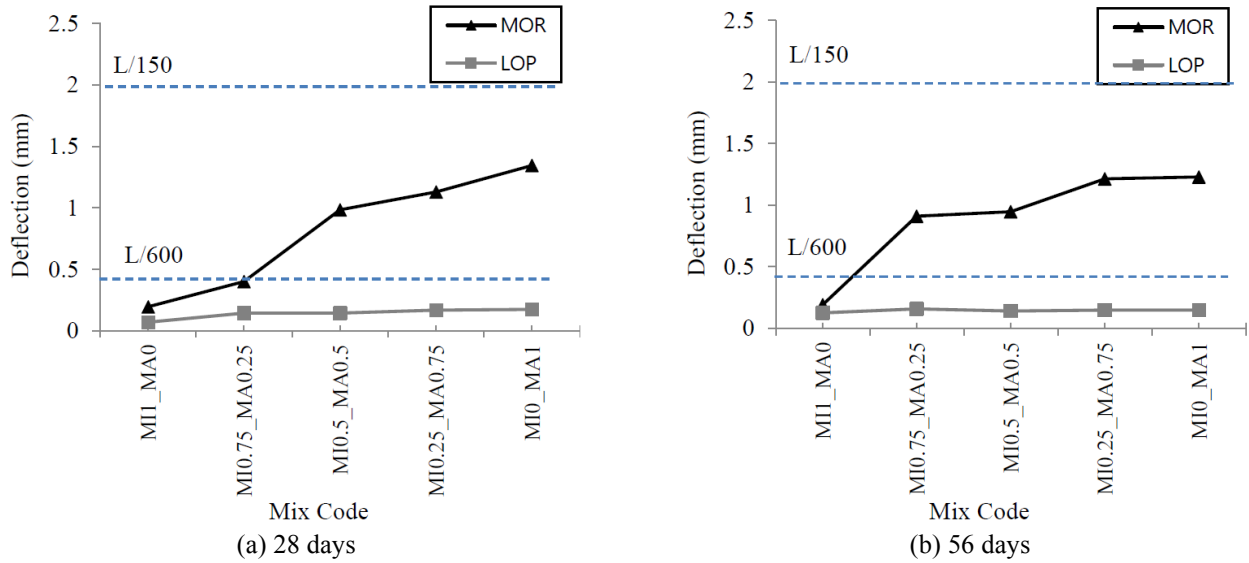 2.5
2
1.5
1
0.5
0
Deflection (mm)
L/150
L/600
MOR
LOP
MI1_MA0
MI0.75_MA0.25
MI0.5_MA0.5
MI0.25_MA0.75
MI0_MA1
Mix Code
(a) 28 days
2.5
2
1.5
1
0.5
0
Deflection (mm)
L/150
L/600
MOR
LOP
MI1_MA0
MI0.75_MA0.25
MI0.5_MA0.5
MI0.25_MA0.75
MI0_MA1
Mix Code
(b) 56 days